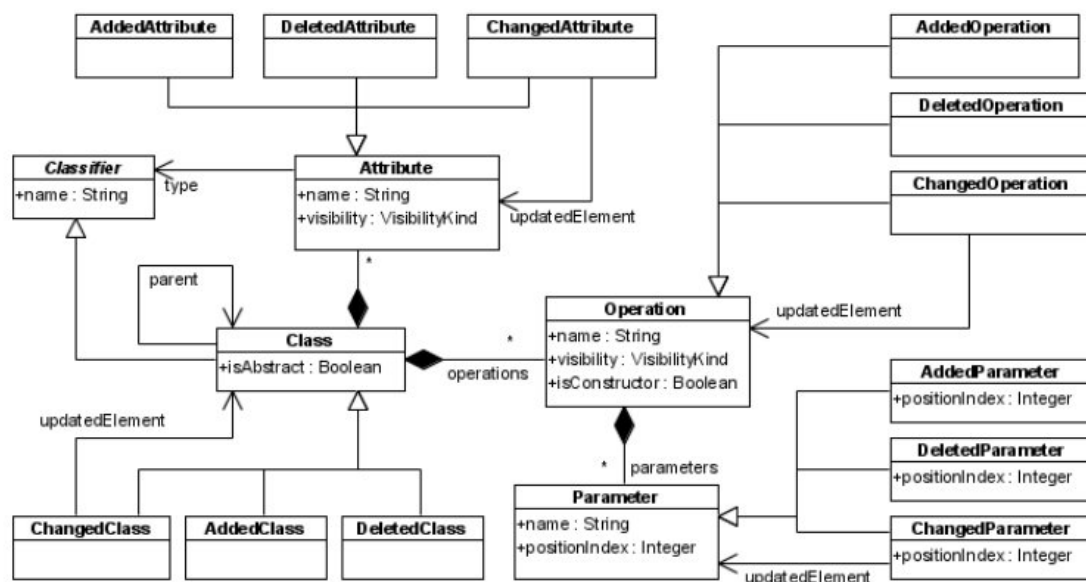 AddedAttribute
DeletedAttribute
ChangedAttribute
AddedOperation
DeletedOperation
ChangedOperation
Classifier
+name : String
type
Attribute
+name : String
+visibility : VisibilityKind
updatedElement
*
parent
Class
+isAbstract : Boolean
*
operations
Operation
+name : String
+visibility : VisibilityKind
+isConstructor : Boolean
updatedElement
updatedElement
*
parameters
AddedParameter
+positionIndex : Integer
DeletedParameter
+positionIndex : Integer
ChangedParameter
+positionIndex : Integer
ChangedClass
AddedClass
DeletedClass
Parameter
+name : String
+positionIndex : Integer
updatedElement